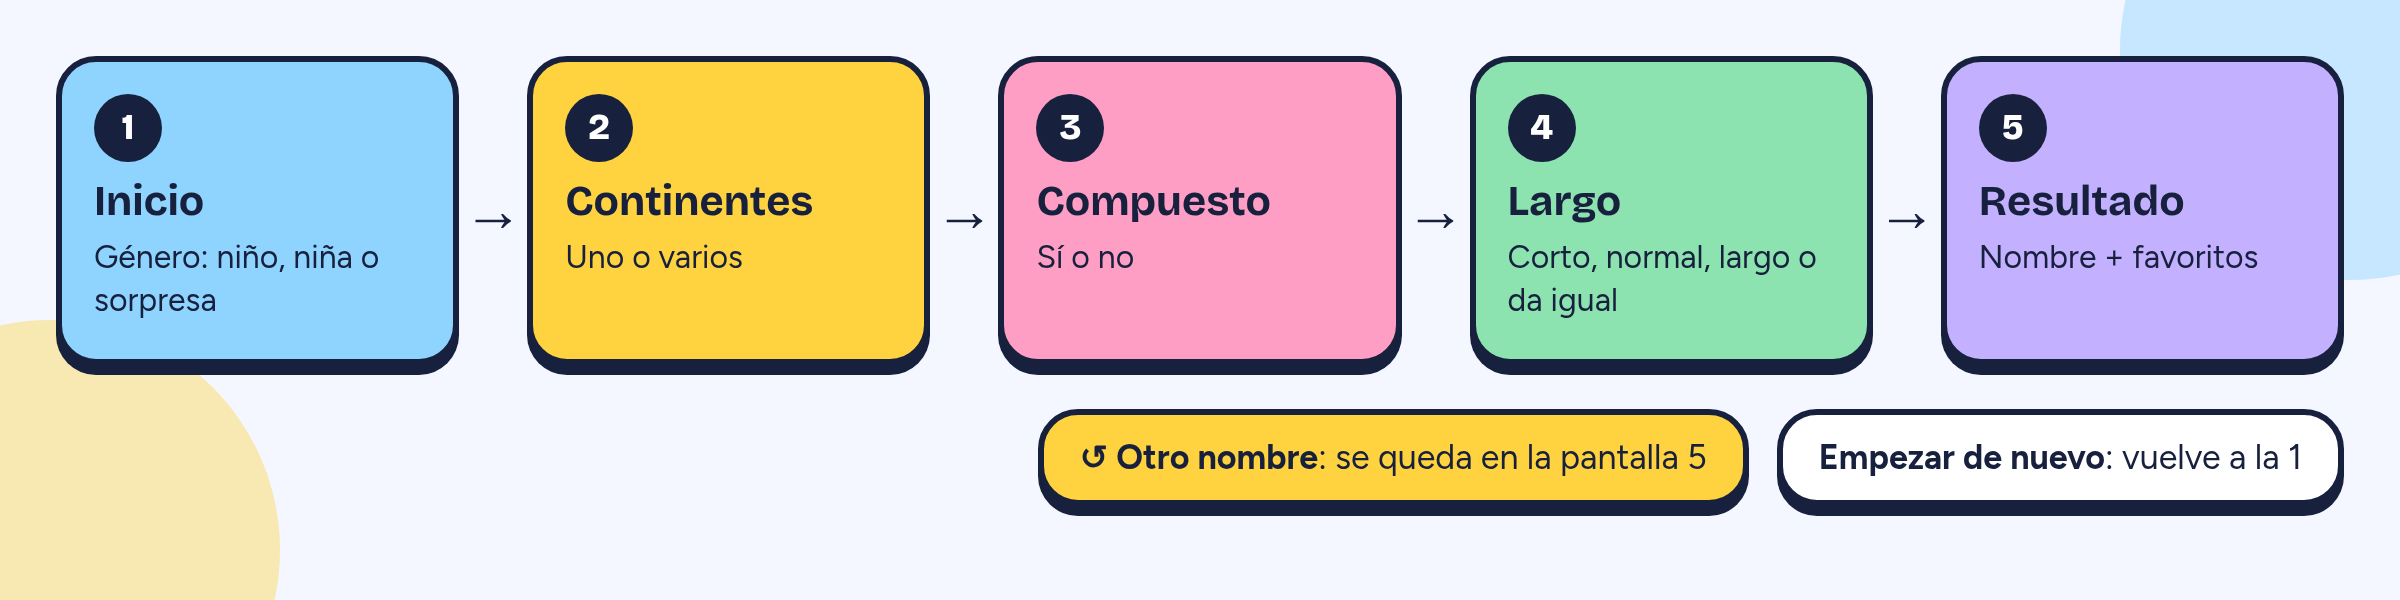 1
Inicio
Género: niño, niña o
sorpresa
→
2
Continentes
Uno o varios
→
3
Compuesto
Sí o no
→
4
Largo
Corto, normal, largo o
da igual
→
5
Resultado
Nombre + favoritos
↺ Otro nombre: se queda en la pantalla 5
Empezar de nuevo: vuelve a la 1